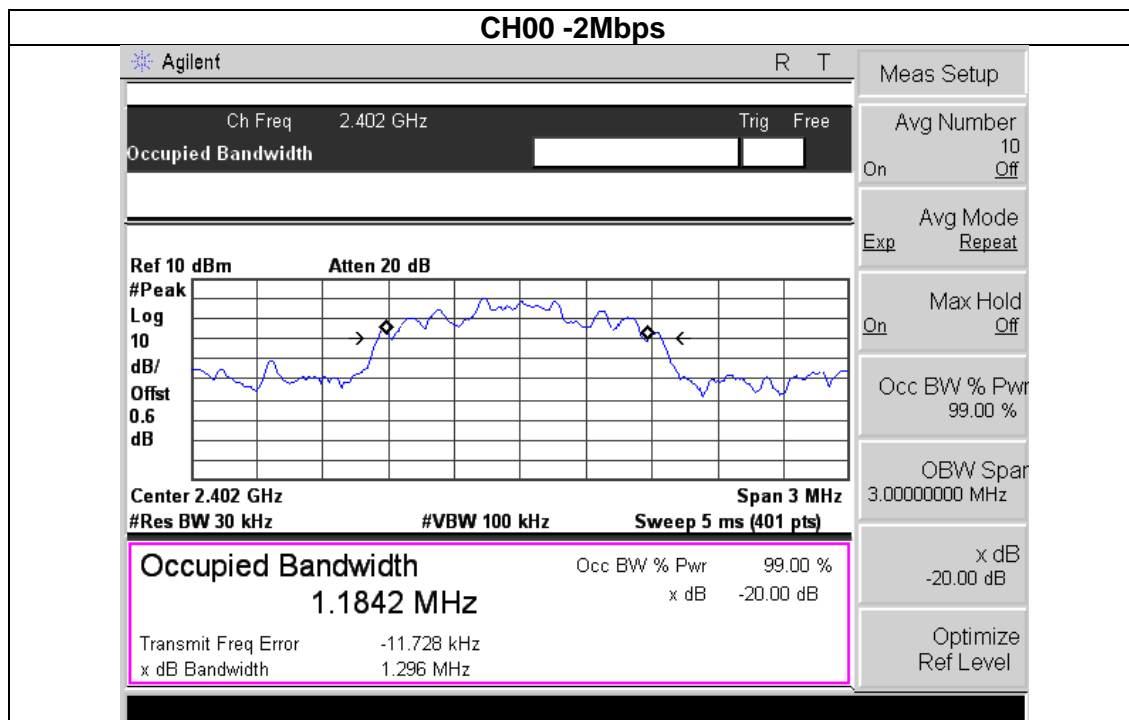 CH00 -2Mbps
Agilent R T
Ch Freq 2.402 GHz Trig Free
Occupied Bandwidth
Ref 10 dBm Atten 20 dB
#Peak
Log
10
dB/
Offst
0.6
dB
Center 2.402 GHz Span 3 MHz
#Res BW 30 kHz #VBW 100 kHz Sweep 5 ms (401 pts)
Occupied Bandwidth
1.1842 MHz
Occ BW % Pwr 99.00 %
x dB -20.00 dB
Transmit Freq Error -11.728 kHz
x dB Bandwidth 1.296 MHz
Meas Setup
Avg Number
10
On Off
Avg Mode
Exp Repeat
Max Hold
On Off
Occ BW % Pwr
99.00 %
OBW Span
3.00000000 MHz
x dB
-20.00 dB
Optimize
Ref Level